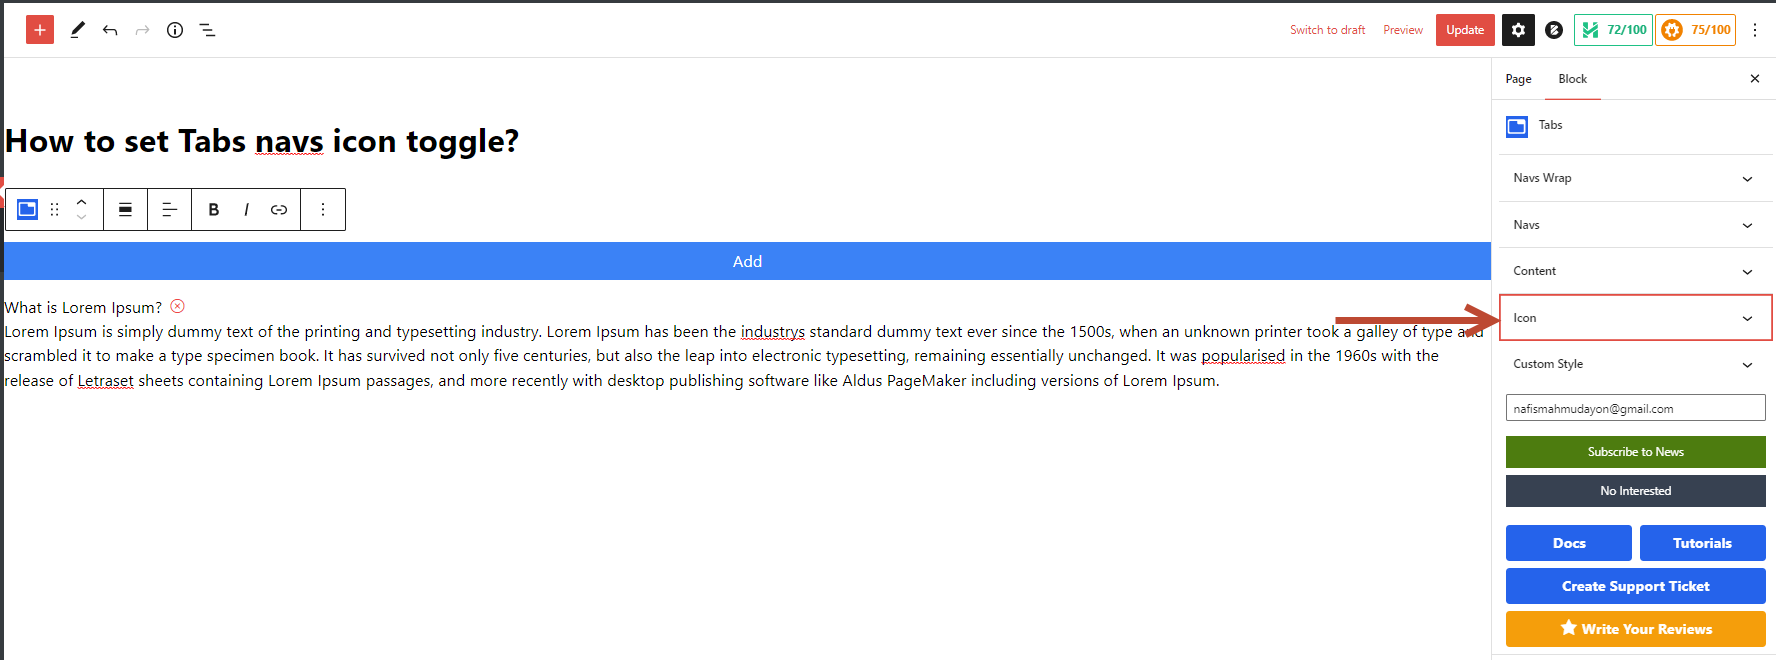 Switch to draft Preview Update 72/100 75/100
Page Block
Tabs
How to set Tabs navs icon toggle?
Navs Wrap
B I
Navs
Add
Content
What is Lorem Ipsum?
Icon
Lorem Ipsum is simply dummy text of the printing and typesetting industry. Lorem Ipsum has been the industrys standard dummy text ever since the 1500s, when an unknown printer took a galley of type and
scrambled it to make a type specimen book. It has survived not only five centuries, but also the leap into electronic typesetting, remaining essentially unchanged. It was popularised in the 1960s with the
release of Letraset sheets containing Lorem Ipsum passages, and more recently with desktop publishing software like Aldus PageMaker including versions of Lorem Ipsum.
Custom Style
nafismahmudayon@gmail.com
Subscribe to News
No Interested
Docs Tutorials
Create Support Ticket
Write Your Reviews